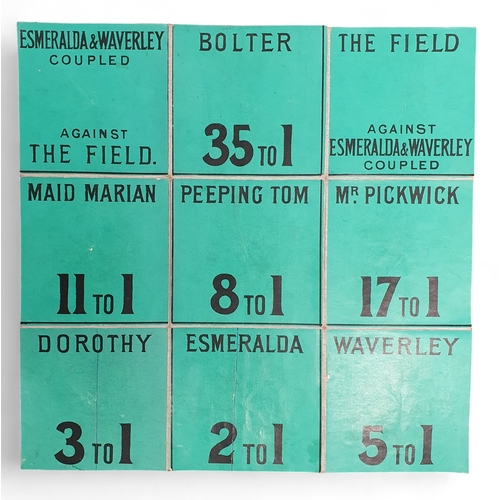 ESMERALDA & WAVERLEY
COUPLED
AGAINST
THE FIELD.
BOLTER
35 TO 1
THE FIELD
AGAINST
ESMERALDA & WAVERLEY
COUPLED
MAID MARIAN
11 TO 1
PEEPING TOM
8 TO 1
MR. PICKWICK
17 TO 1
DOROTHY
3 TO 1
ESMERALDA
2 TO 1
WAVERLEY
5 TO 1